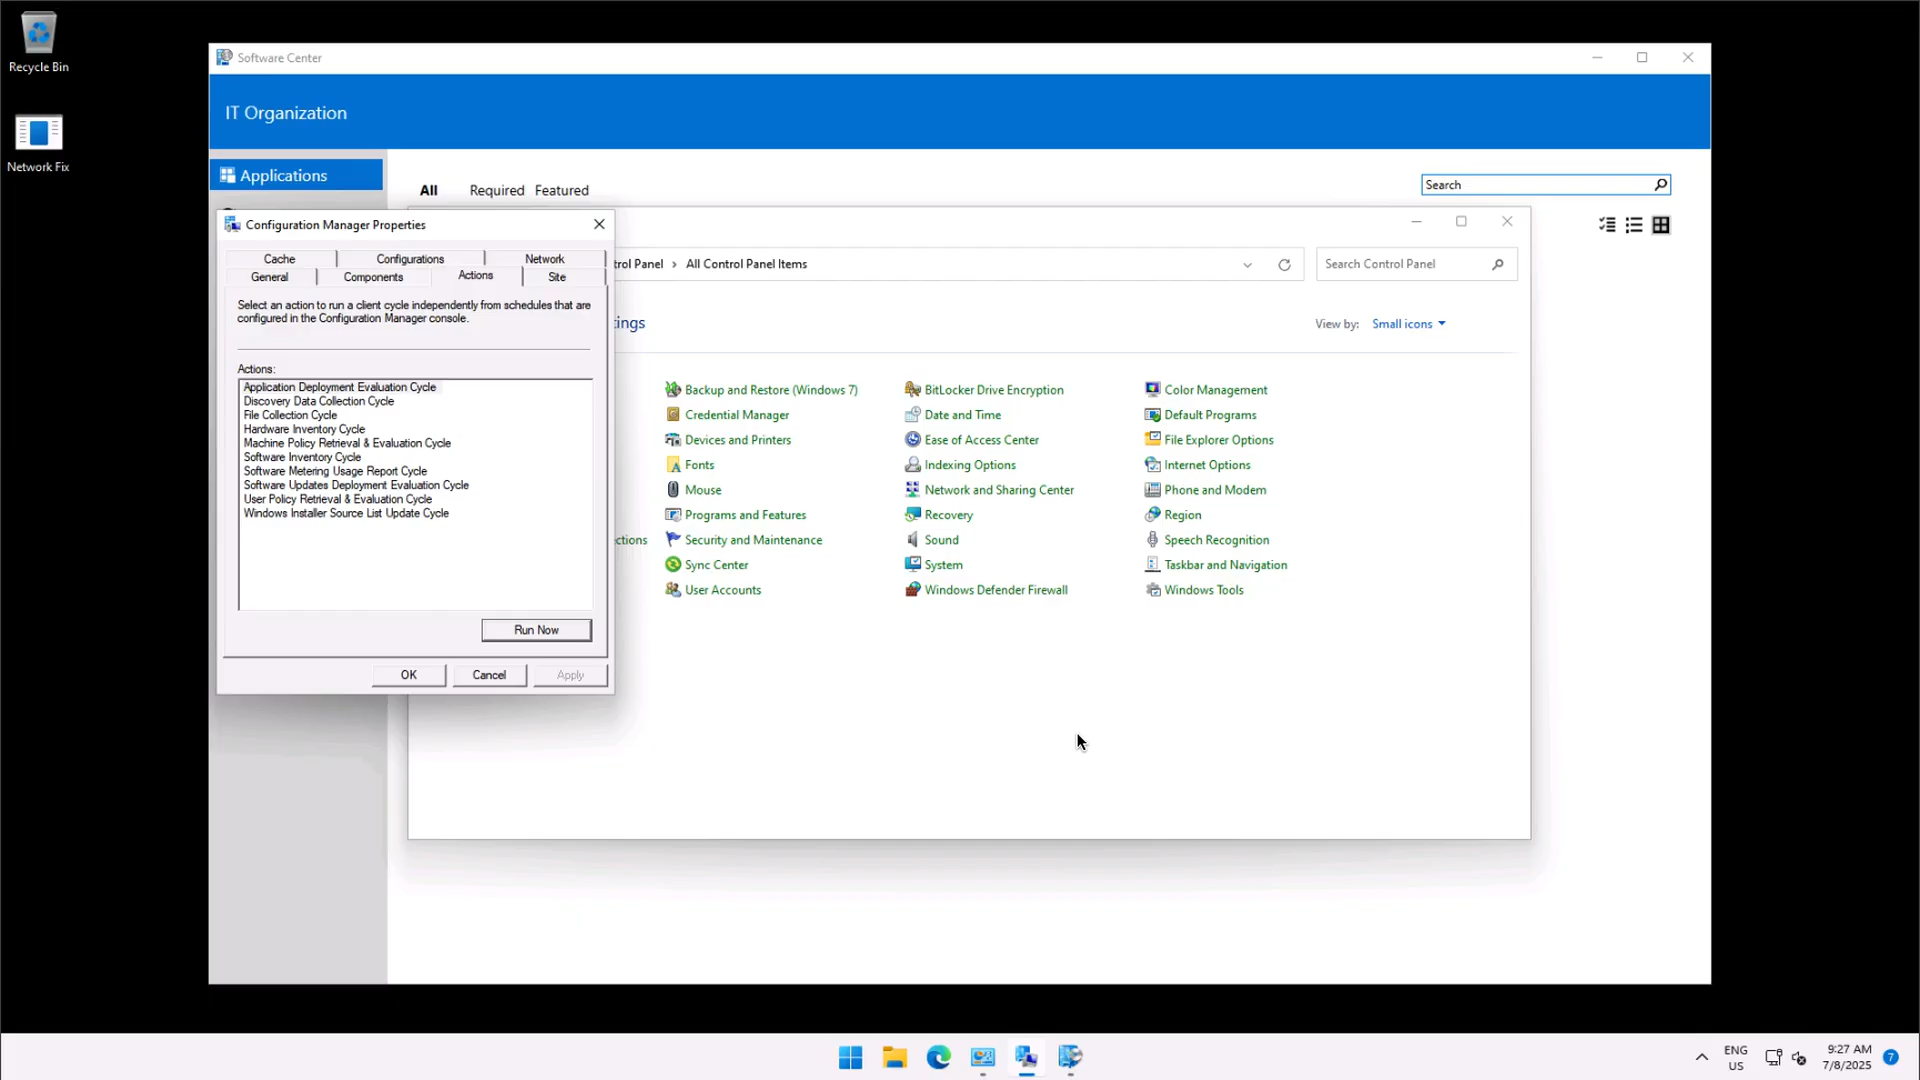 Recycle Bin
Network Fix
Software Center
IT Organization
Applications
All
Required
Featured
Search
Configuration Manager Properties
Cache
Configurations
Network
General
Components
Actions
Site
Select an action to run a client cycle independently from schedules that are
configured in the Configuration Manager console.
Actions:
Application Deployment Evaluation Cycle
Discovery Data Collection Cycle
File Collection Cycle
Hardware Inventory Cycle
Machine Policy Retrieval & Evaluation Cycle
Software Inventory Cycle
Software Metering Usage Report Cycle
Software Updates Deployment Evaluation Cycle
User Policy Retrieval & Evaluation Cycle
Windows Installer Source List Update Cycle
Run Now
OK
Cancel
Apply
trol Panel › All Control Panel Items
Search Control Panel
tings
View by: Small icons
Backup and Restore (Windows 7)
BitLocker Drive Encryption
Color Management
Credential Manager
Date and Time
Default Programs
Devices and Printers
Ease of Access Center
File Explorer Options
Fonts
Indexing Options
Internet Options
Mouse
Network and Sharing Center
Phone and Modem
Programs and Features
Recovery
Region
ctions
Security and Maintenance
Sound
Speech Recognition
Sync Center
System
Taskbar and Navigation
User Accounts
Windows Defender Firewall
Windows Tools
ENG
US
9:27 AM
7/8/2025
7